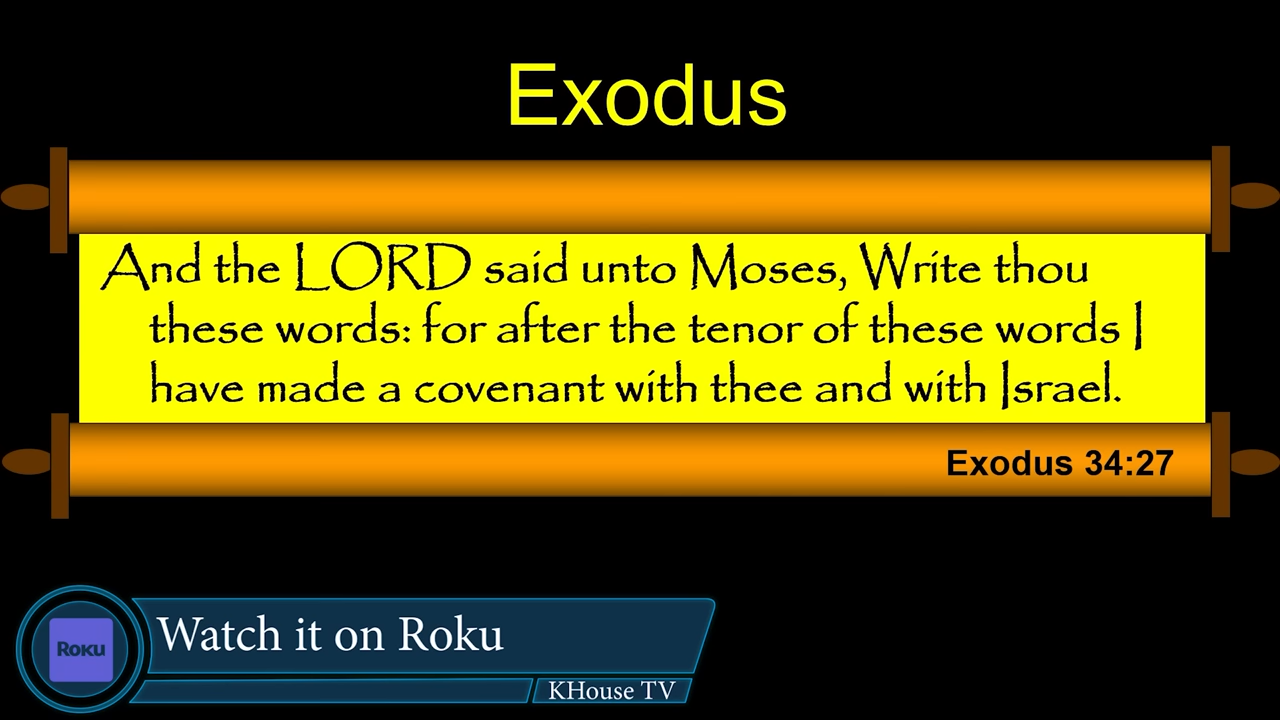 Exodus
And the LORD said unto Moses, Write thou
these words: for after the tenor of these words I
have made a covenant with thee and with Israel.
Exodus 34:27
Roku
Watch it on Roku
KHouse TV